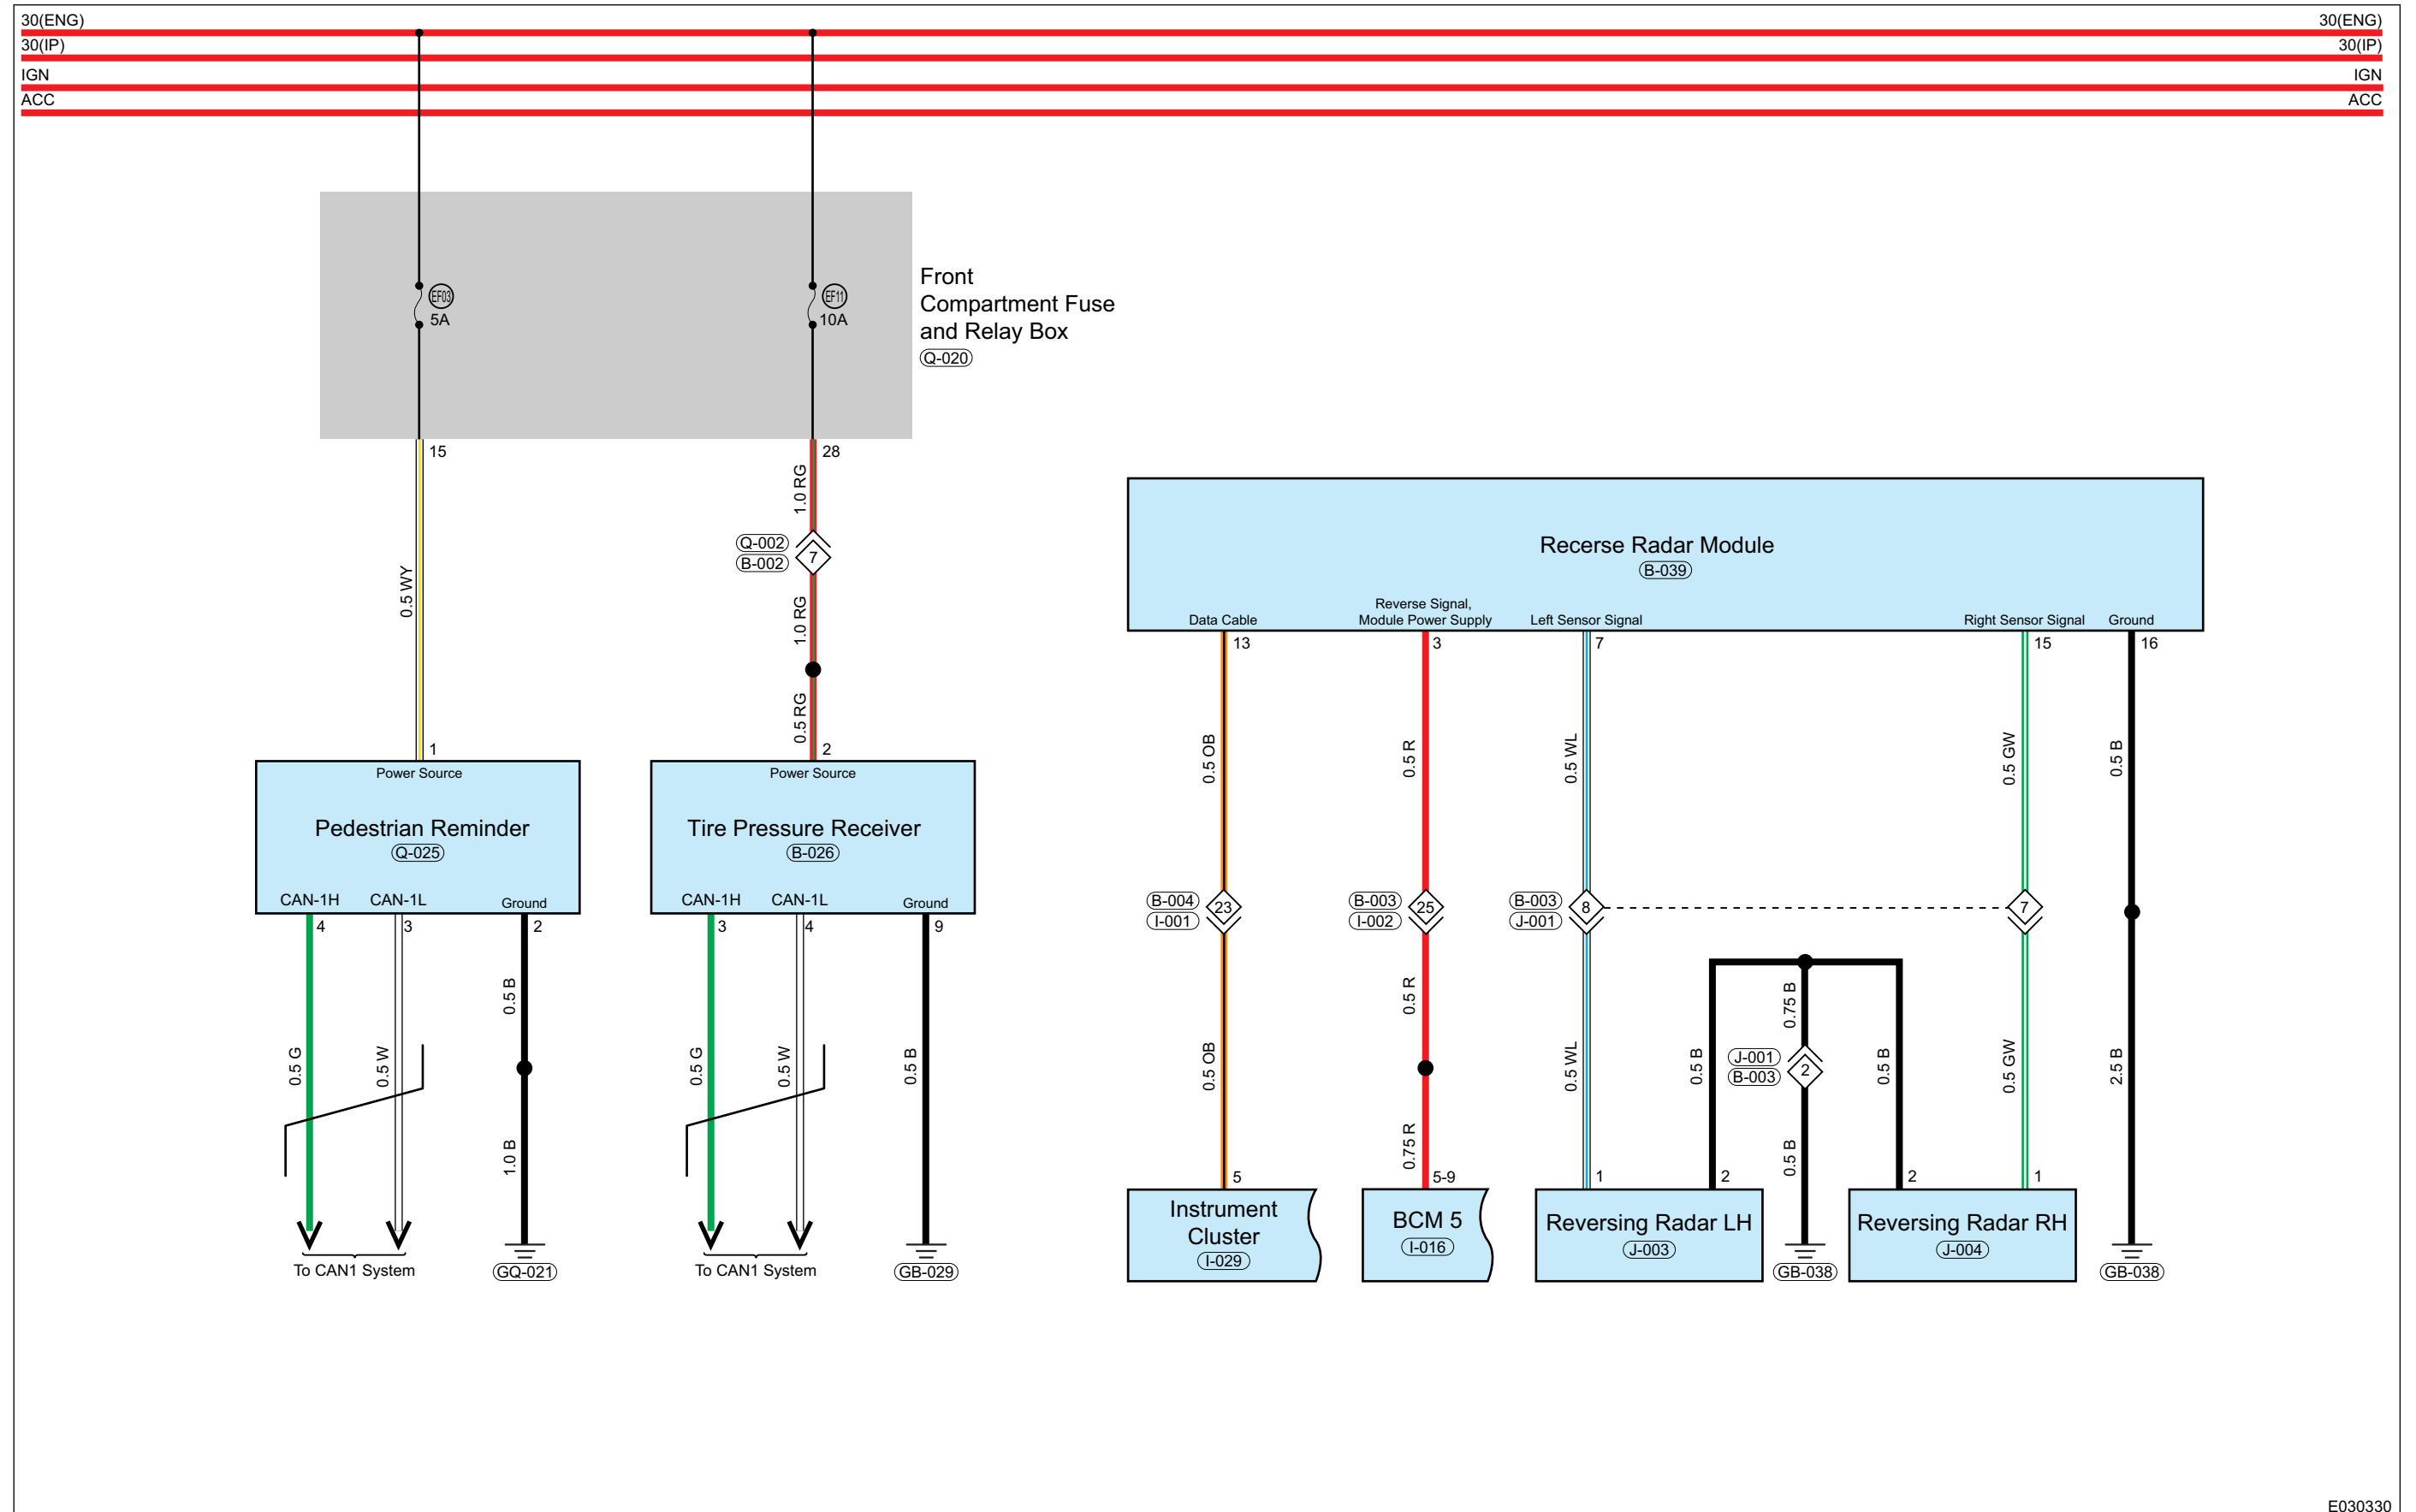 30(ENG) 30(ENG)
30(IP) 30(IP)
IGN IGN
ACC ACC
EF03
5A
EF11
10A
Front
Compartment Fuse
and Relay Box
Q-020
15
28
0.5 WY
1.0 RG
Q-002
B-002
7
1.0 RG
0.5 RG
1
2
Power Source
Pedestrian Reminder
Q-025
CAN-1H CAN-1L Ground
4 3 2
0.5 G
0.5 W
0.5 B
1.0 B
To CAN1 System
GQ-021
Power Source
Tire Pressure Receiver
B-026
CAN-1H CAN-1L Ground
3 4 9
0.5 G
0.5 W
0.5 B
To CAN1 System
GB-029
Recerse Radar Module
B-039
Reverse Signal,
Data Cable Module Power Supply Left Sensor Signal Right Sensor Signal Ground
13 3 7 15 16
0.5 OB
0.5 R
0.5 WL
0.5 GW
0.5 B
B-004
I-001
23
B-003
I-002
25
B-003
J-001
8
7
0.5 OB
0.5 R
0.75 R
0.5 WL
0.5 B
0.75 B
J-001
B-003
2
0.5 B
0.5 B
0.5 GW
2.5 B
5 5-9 1 2 2 1
Instrument
Cluster
I-029
BCM 5
I-016
Reversing Radar LH
J-003
GB-038
Reversing Radar RH
J-004
GB-038
E030330